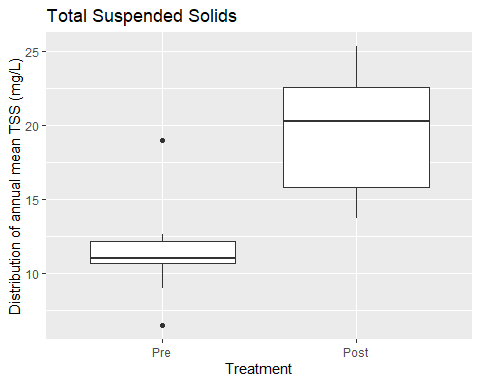 Total Suspended Solids
Distribution of annual mean TSS (mg/L)
25
20
15
10
Pre Post
Treatment